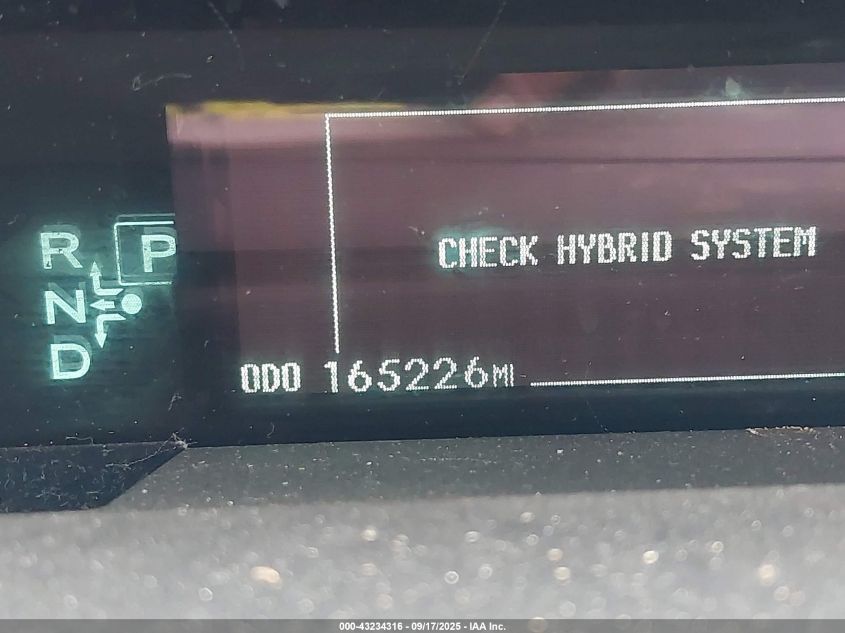 R
P
N
D
CHECK HYBRID SYSTEM
ODO 165226MI
000-43234316 - 09/17/2025 - IAA Inc.